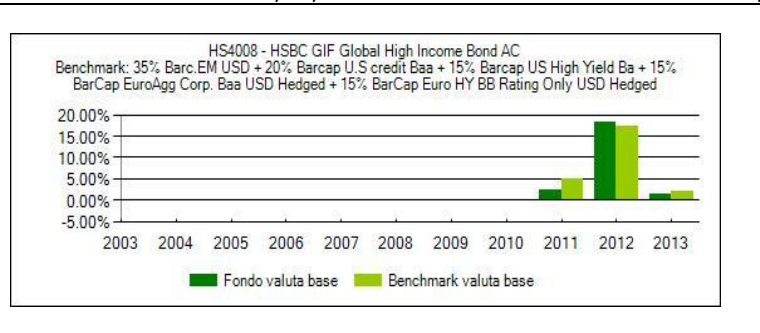 HS4008 - HSBC GIF Global High Income Bond AC
Benchmark: 35% Barc.EM USD + 20% Barcap U.S credit Baa + 15% Barcap US High Yield Ba + 15%
BarCap EuroAgg Corp. Baa USD Hedged + 15% BarCap Euro HY BB Rating Only USD Hedged
20.00%
15.00%
10.00%
5.00%
0.00%
-5.00%
2003 2004 2005 2006 2007 2008 2009 2010 2011 2012 2013
Fondo valuta base Benchmark valuta base